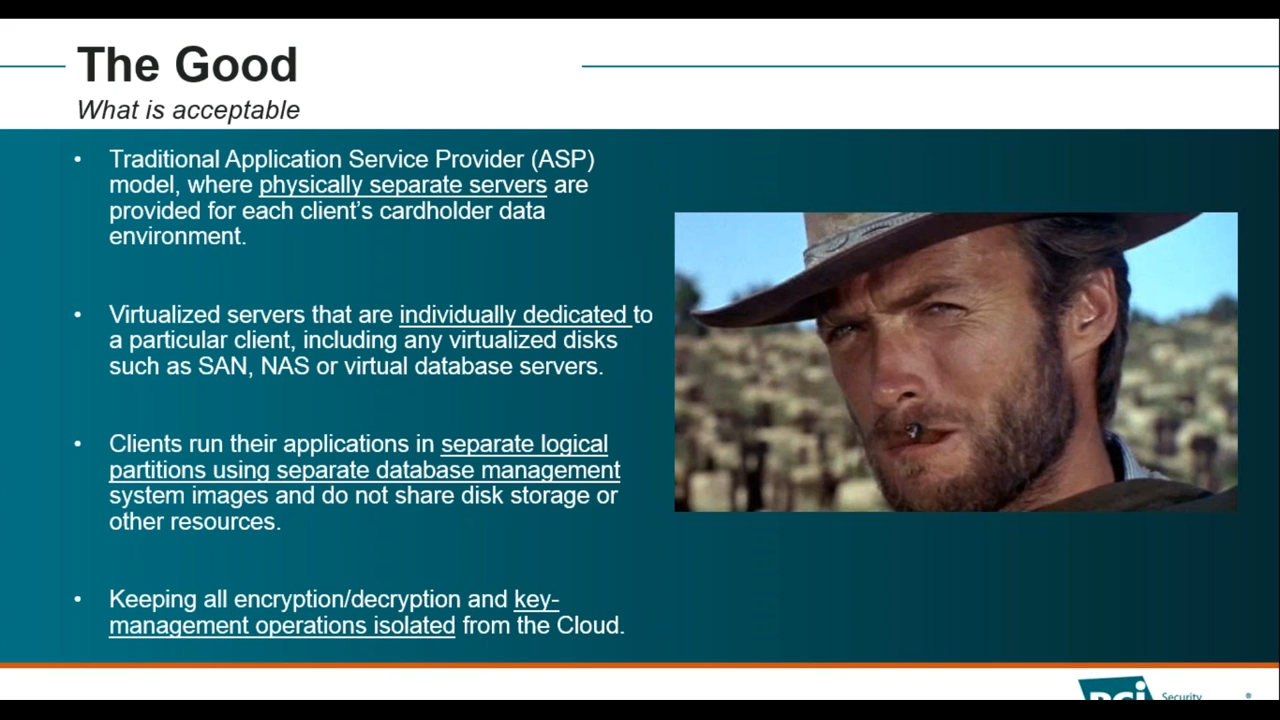 The Good
What is acceptable
• Traditional Application Service Provider (ASP)
model, where physically separate servers are
provided for each client’s cardholder data
environment.
• Virtualized servers that are individually dedicated to
a particular client, including any virtualized disks
such as SAN, NAS or virtual database servers.
• Clients run their applications in separate logical
partitions using separate database management
system images and do not share disk storage or
other resources.
• Keeping all encryption/decryption and key-
management operations isolated from the Cloud.
PCi Security ®